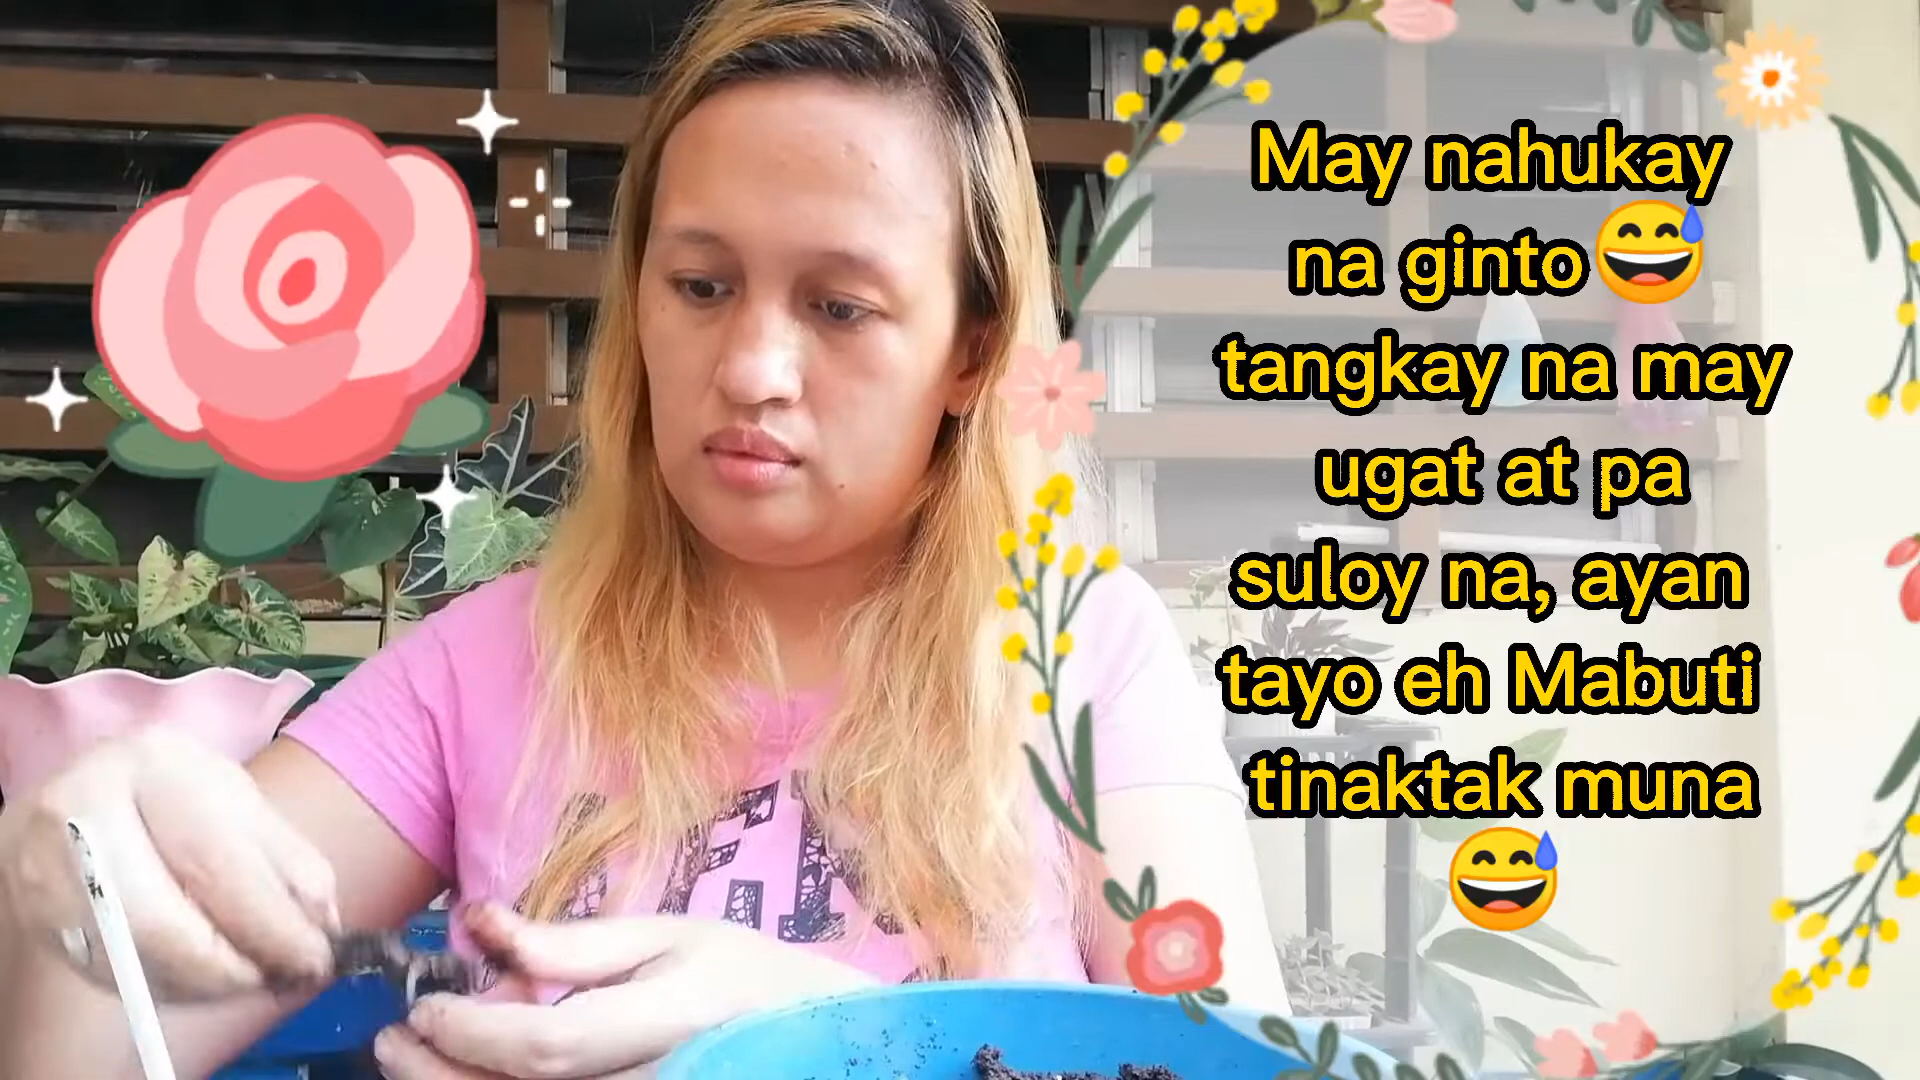 May nahukay
na ginto😅
tangkay na may
ugat at pa
suloy na, ayan
tayo eh Mabuti
tinaktak muna
😅